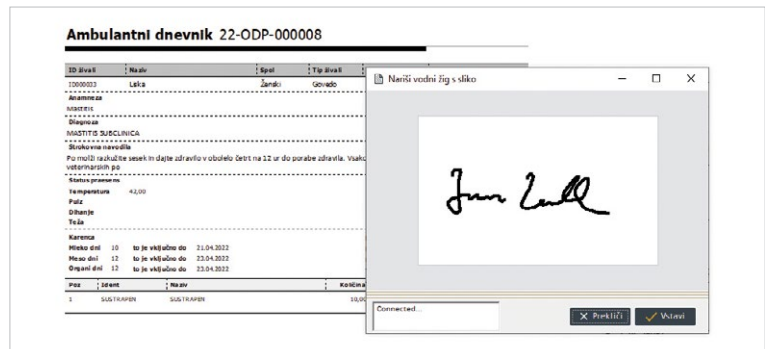 Ambulantni dnevnik 22-ODP-000008
ID živali Naziv Spol Tip živali
ID000033 Leka Ženski Govedo
Anamneza
Mastitis
Diagnoza
MASTITIS SUBCLINICA
Strokovna navodila
Po molži razkužite sesek in dajte zdravilo v obolelo četrt na 12 ur do porabe zdravila. Vsako
veterinarskih po
Status praesens
Temperatura 42,00
Pulz
Dihanje
Teža
Karenca
Mleko dni 10 to je vključno do 21.04.2022
Meso dni 12 to je vključno do 23.04.2022
Organi dni 12 to je vključno do 23.04.2022
Poz Ident Naziv Količina
1 SUSTRAPEN SUSTRAPEN 10,00
Nariši vodni žig s sliko
Connected...
Prekliči Vstavi